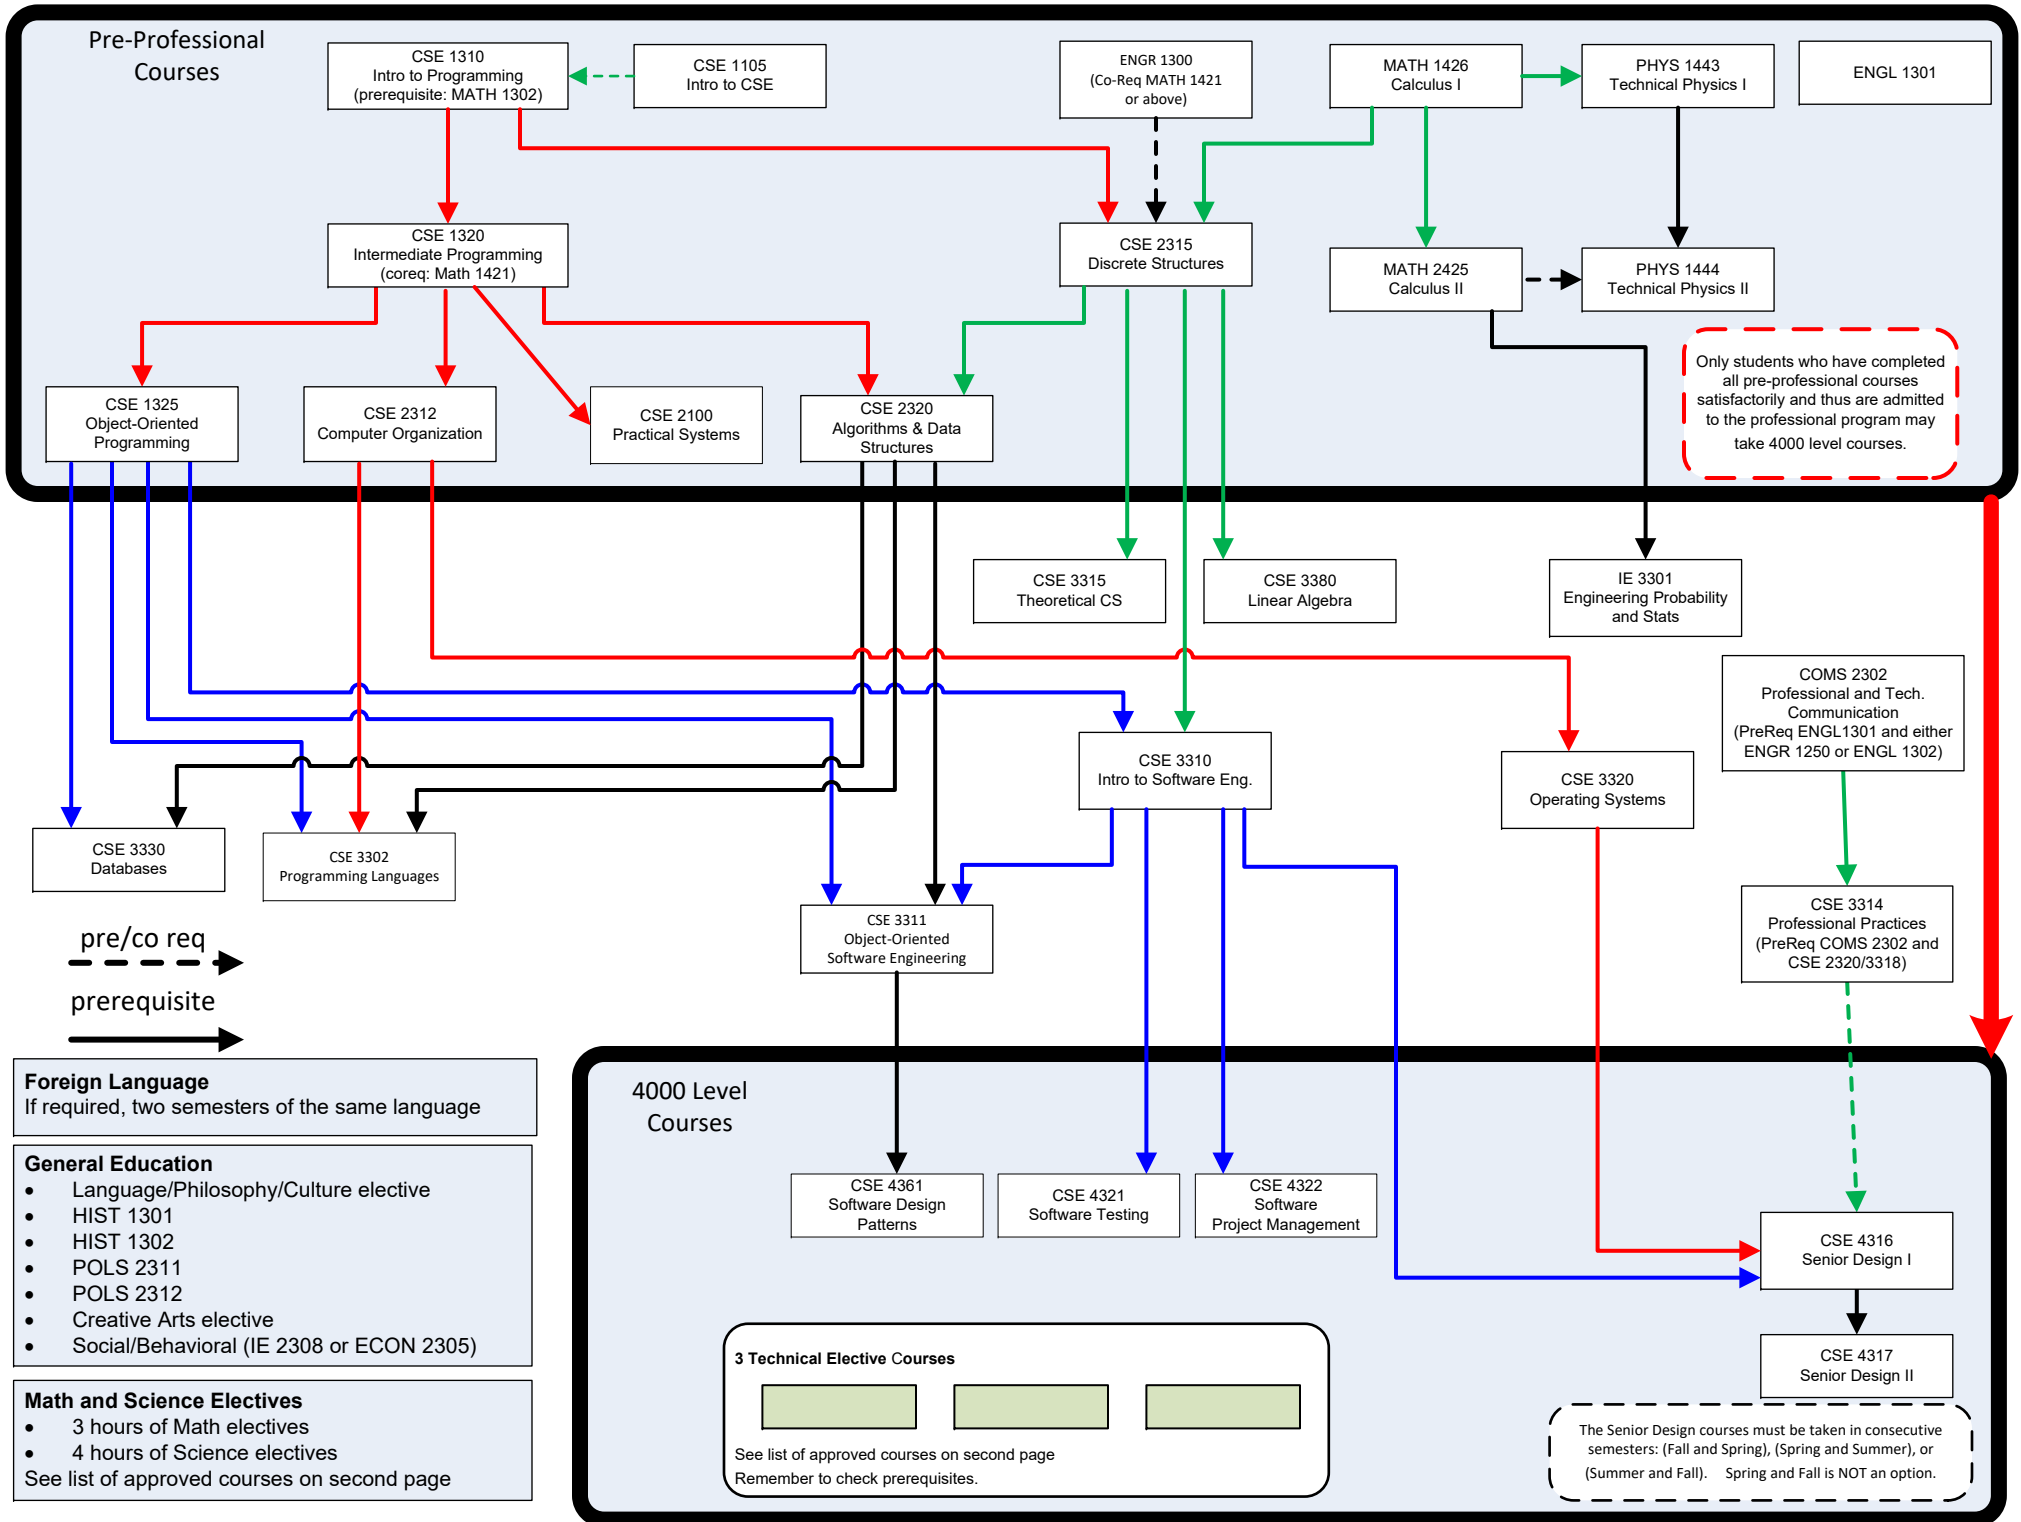 Pre-Professional
Courses
CSE 1310
Intro to Programming
(prerequisite: MATH 1302)
CSE 1105
Intro to CSE
ENGR 1300
(Co-Req MATH 1421
or above)
MATH 1426
Calculus I
PHYS 1443
Technical Physics I
ENGL 1301
CSE 1320
Intermediate Programming
(coreq: Math 1421)
CSE 2315
Discrete Structures
MATH 2425
Calculus II
PHYS 1444
Technical Physics II
Only students who have completed
all pre-professional courses
satisfactorily and thus are admitted
to the professional program may
take 4000 level courses.
CSE 1325
Object-Oriented
Programming
CSE 2312
Computer Organization
CSE 2100
Practical Systems
CSE 2320
Algorithms & Data
Structures
CSE 3315
Theoretical CS
CSE 3380
Linear Algebra
IE 3301
Engineering Probability
and Stats
COMS 2302
Professional and Tech.
Communication
(PreReq ENGL1301 and either
ENGR 1250 or ENGL 1302)
CSE 3310
Intro to Software Eng.
CSE 3320
Operating Systems
CSE 3330
Databases
CSE 3302
Programming Languages
CSE 3311
Object-Oriented
Software Engineering
CSE 3314
Professional Practices
(PreReq COMS 2302 and
CSE 2320/3318)
pre/co req
prerequisite
Foreign Language
If required, two semesters of the same language
General Education
• Language/Philosophy/Culture elective
• HIST 1301
• HIST 1302
• POLS 2311
• POLS 2312
• Creative Arts elective
• Social/Behavioral (IE 2308 or ECON 2305)
Math and Science Electives
• 3 hours of Math electives
• 4 hours of Science electives
See list of approved courses on second page
4000 Level
Courses
CSE 4361
Software Design
Patterns
CSE 4321
Software Testing
CSE 4322
Software
Project Management
CSE 4316
Senior Design I
CSE 4317
Senior Design II
3 Technical Elective Courses
See list of approved courses on second page
Remember to check prerequisites.
The Senior Design courses must be taken in consecutive
semesters: (Fall and Spring), (Spring and Summer), or
(Summer and Fall). Spring and Fall is NOT an option.